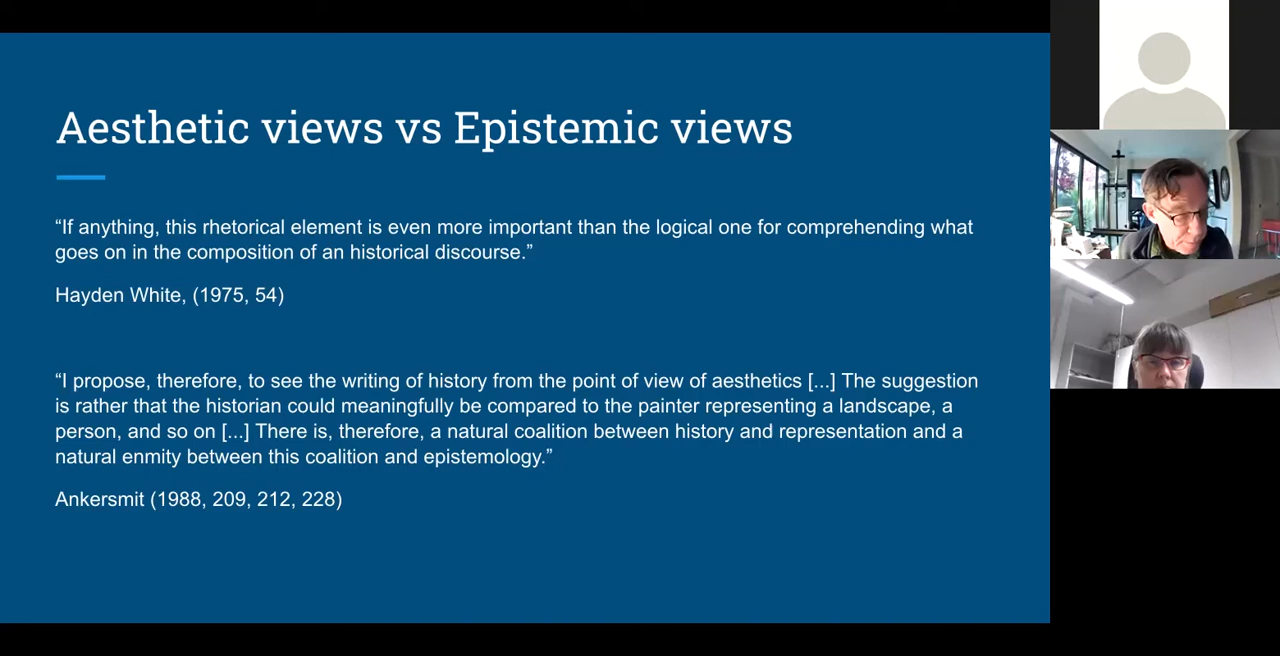 Aesthetic views vs Epistemic views
“If anything, this rhetorical element is even more important than the logical one for comprehending what
goes on in the composition of an historical discourse.”
Hayden White, (1975, 54)
“I propose, therefore, to see the writing of history from the point of view of aesthetics [...] The suggestion
is rather that the historian could meaningfully be compared to the painter representing a landscape, a
person, and so on [...] There is, therefore, a natural coalition between history and representation and a
natural enmity between this coalition and epistemology.”
Ankersmit (1988, 209, 212, 228)